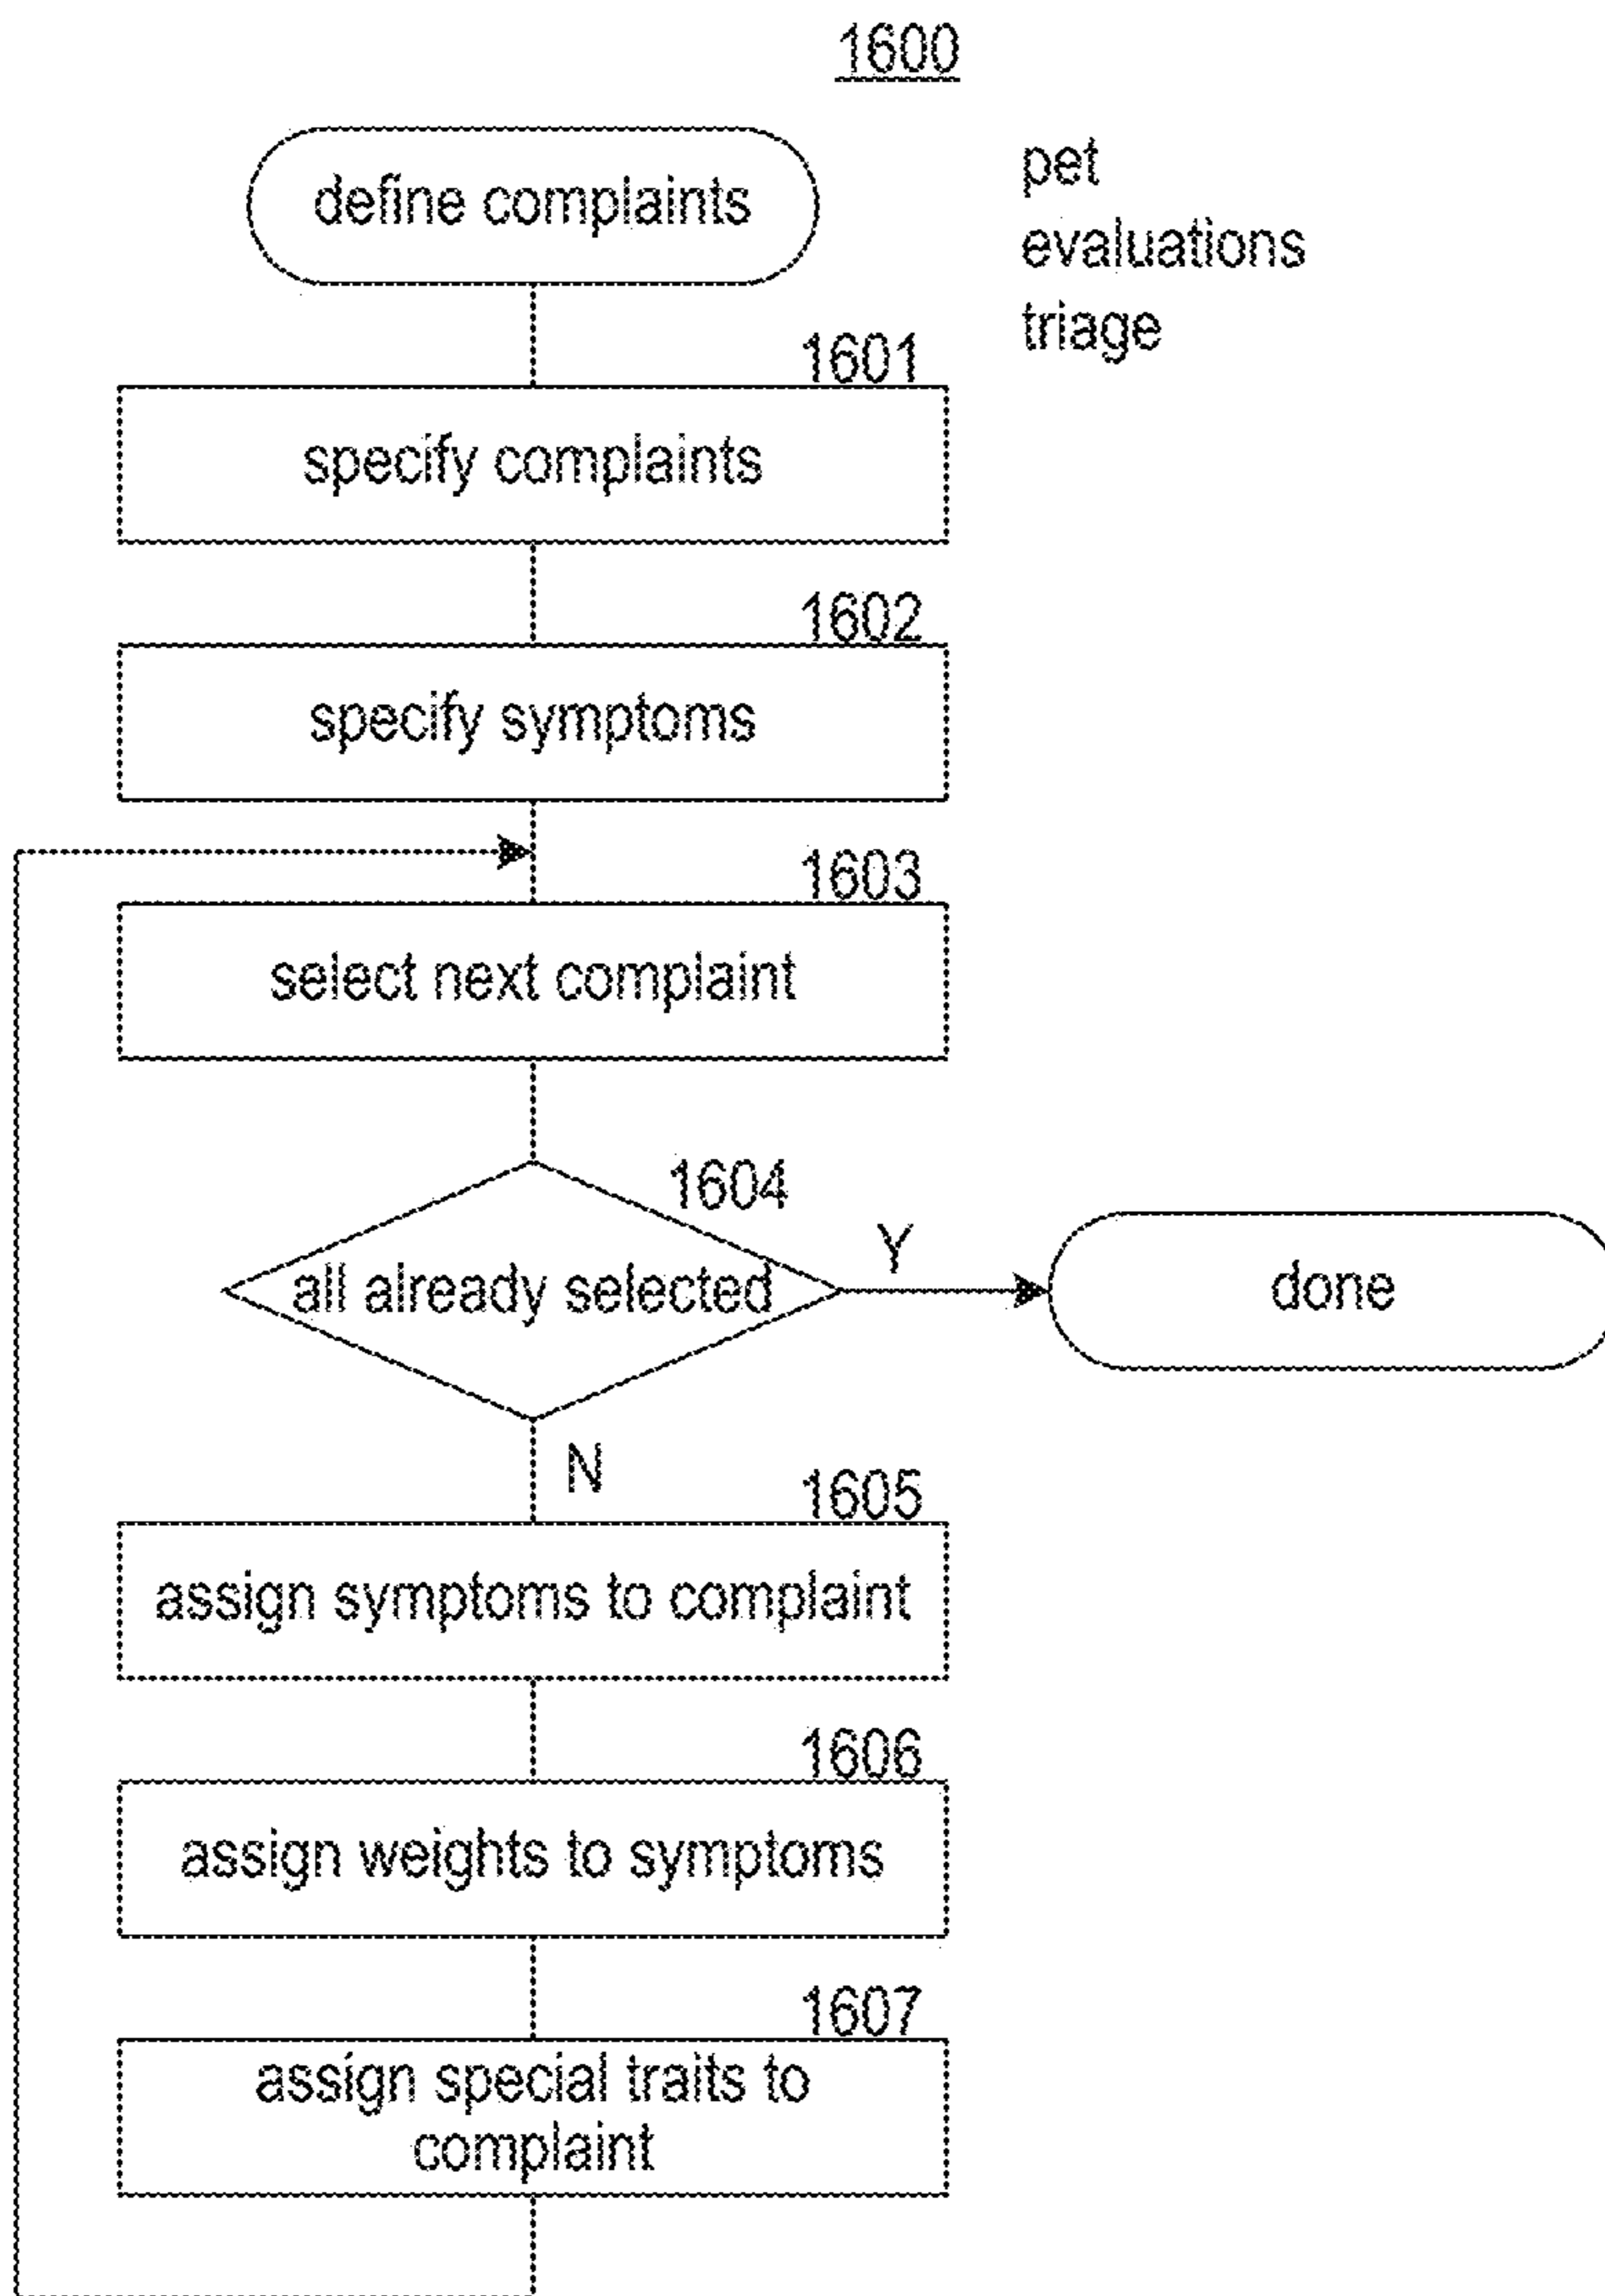 1600
define complaints
pet
evaluations
triage
1601
specify complaints
1602
specify symptoms
1603
select next complaint
1604
all already selected
Y
done
N
1605
assign symptoms to complaint
1606
assign weights to symptoms
1607
assign special traits to
complaint